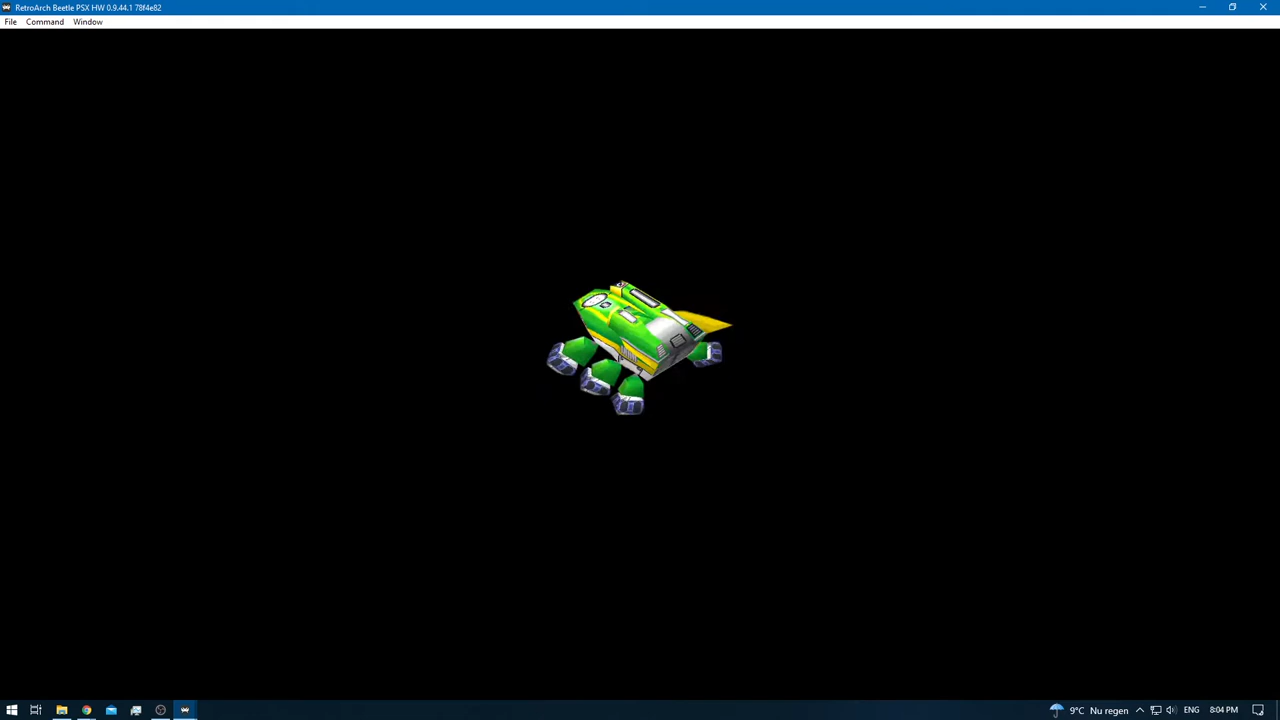 RetroArch Beetle PSX HW 0.9.44.1 78f4e82
File Command Window
9°C Nu regen ENG 8:04 PM